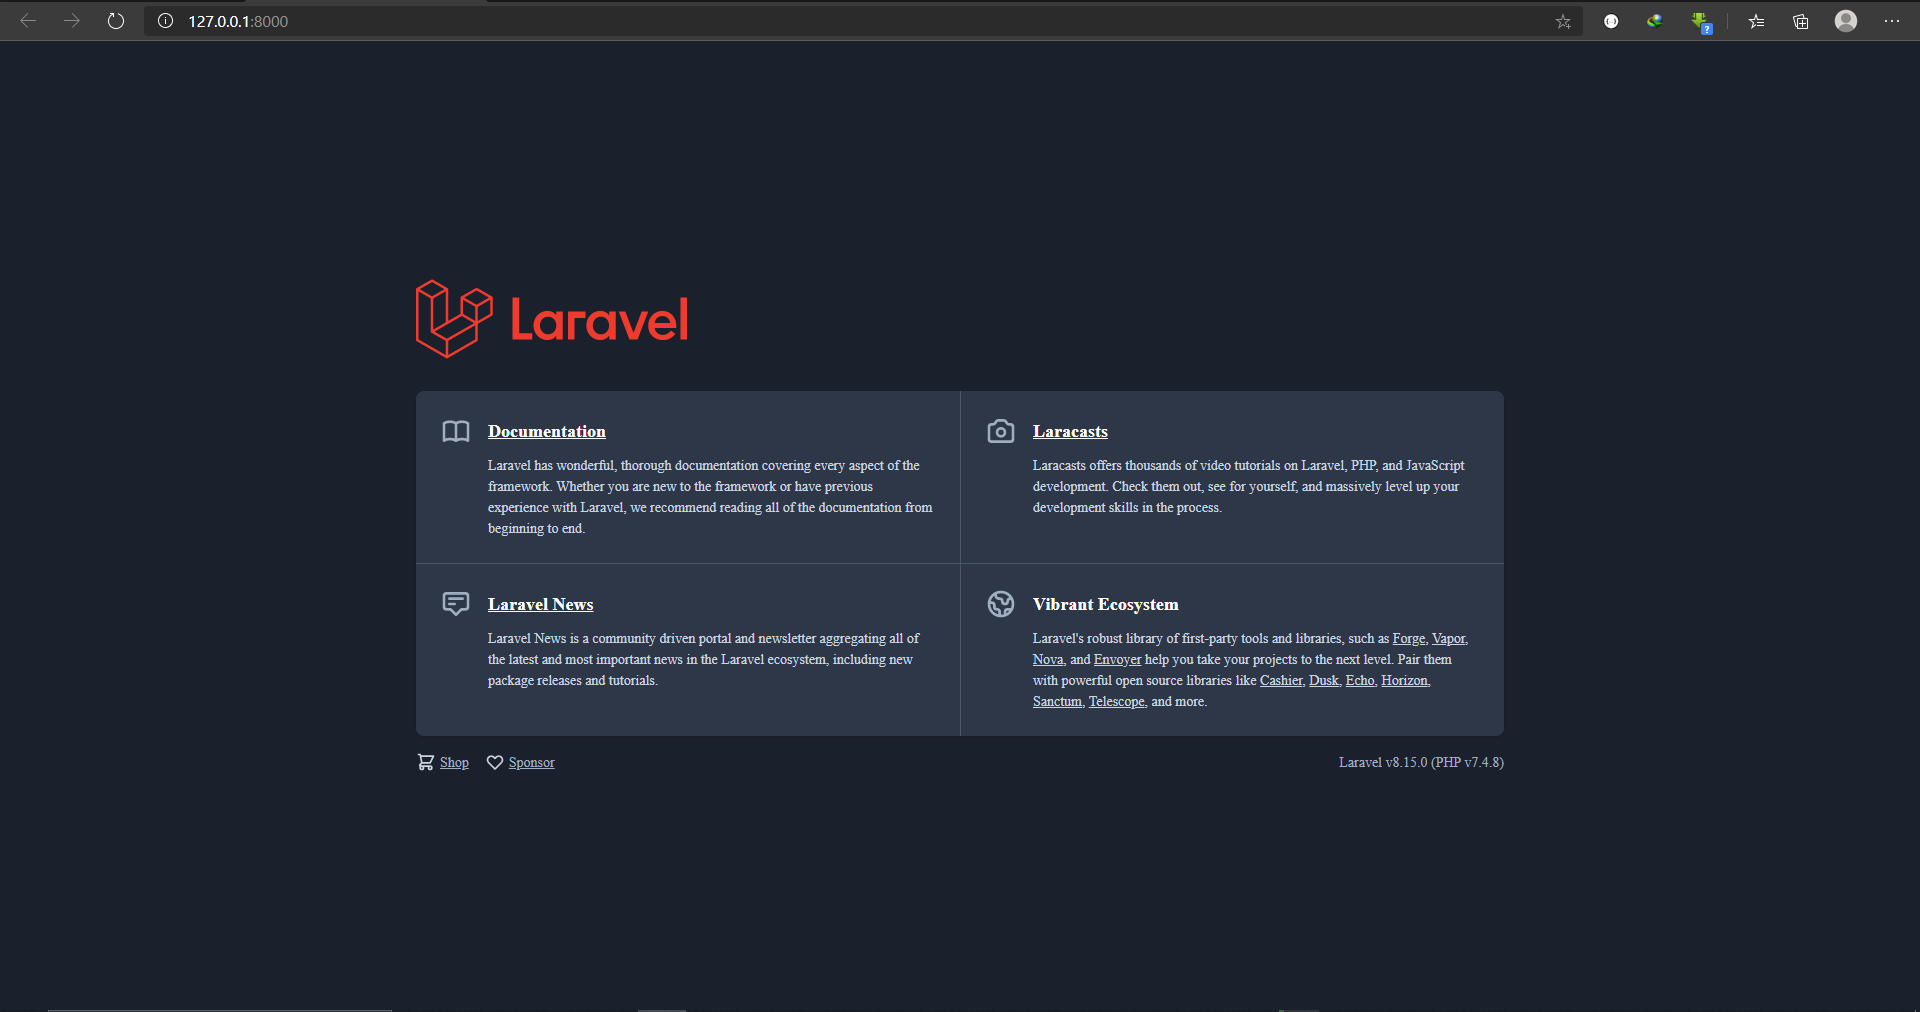 127.0.0.1:8000
Laravel
Documentation
Laravel has wonderful, thorough documentation covering every aspect of the
framework. Whether you are new to the framework or have previous
experience with Laravel, we recommend reading all of the documentation from
beginning to end.
Laracasts
Laracasts offers thousands of video tutorials on Laravel, PHP, and JavaScript
development. Check them out, see for yourself, and massively level up your
development skills in the process.
Laravel News
Laravel News is a community driven portal and newsletter aggregating all of
the latest and most important news in the Laravel ecosystem, including new
package releases and tutorials.
Vibrant Ecosystem
Laravel's robust library of first-party tools and libraries, such as Forge, Vapor,
Nova, and Envoyer help you take your projects to the next level. Pair them
with powerful open source libraries like Cashier, Dusk, Echo, Horizon,
Sanctum, Telescope, and more.
Shop
Sponsor
Laravel v8.15.0 (PHP v7.4.8)